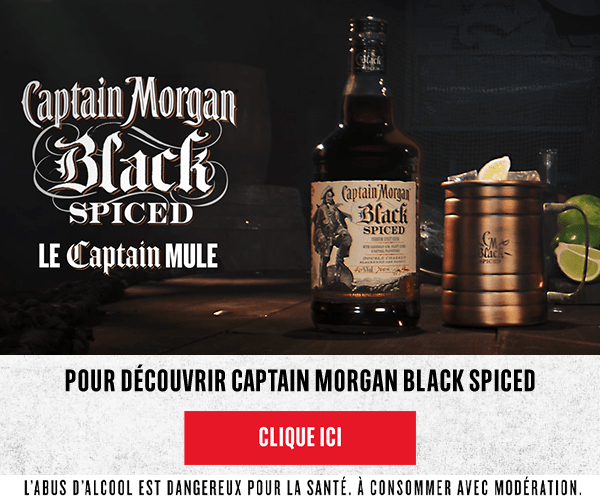 Captain Morgan
Black
SPICED
LE Captain MULE
Captain Morgan
Black
SPICED
CM
Black
SPICED
POUR DÉCOUVRIR CAPTAIN MORGAN BLACK SPICED
CLIQUE ICI
L'ABUS D'ALCOOL EST DANGEREUX POUR LA SANTÉ. À CONSOMMER AVEC MODÉRATION.